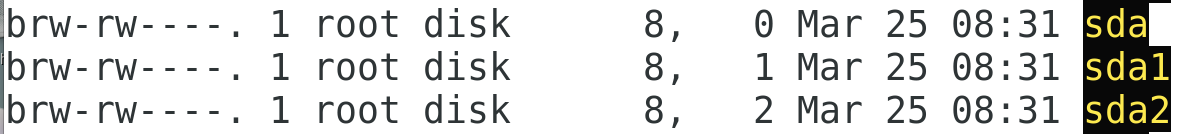 brw-rw----. 1 root disk      8,   0 Mar 25 08:31 sda
brw-rw----. 1 root disk      8,   1 Mar 25 08:31 sda1
brw-rw----. 1 root disk      8,   2 Mar 25 08:31 sda2